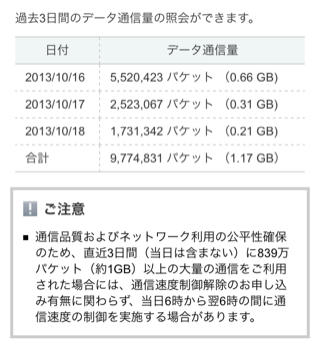 過去3日間のデータ通信量の照会ができます。
日付 データ通信量
2013/10/16 5,520,423 パケット （0.66 GB）
2013/10/17 2,523,067 パケット （0.31 GB）
2013/10/18 1,731,342 パケット （0.21 GB）
合計 9,774,831 パケット （1.17 GB）
! ご注意
■ 通信品質およびネットワーク利用の公平性確保
のため、直近3日間（当日は含まない）に839万
パケット（約1GB）以上の大量の通信をご利用
された場合には、通信速度制御解除のお申し込
み有無に関わらず、当日6時から翌6時の間に通
信速度の制御を実施する場合があります。